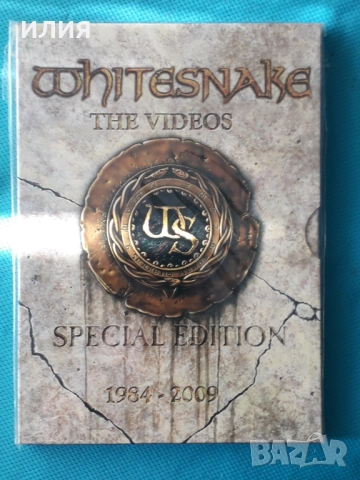 илия
WHITESNAKE
THE VIDEOS
WS
SPECIAL EDITION
1984 - 2009
BAZAR